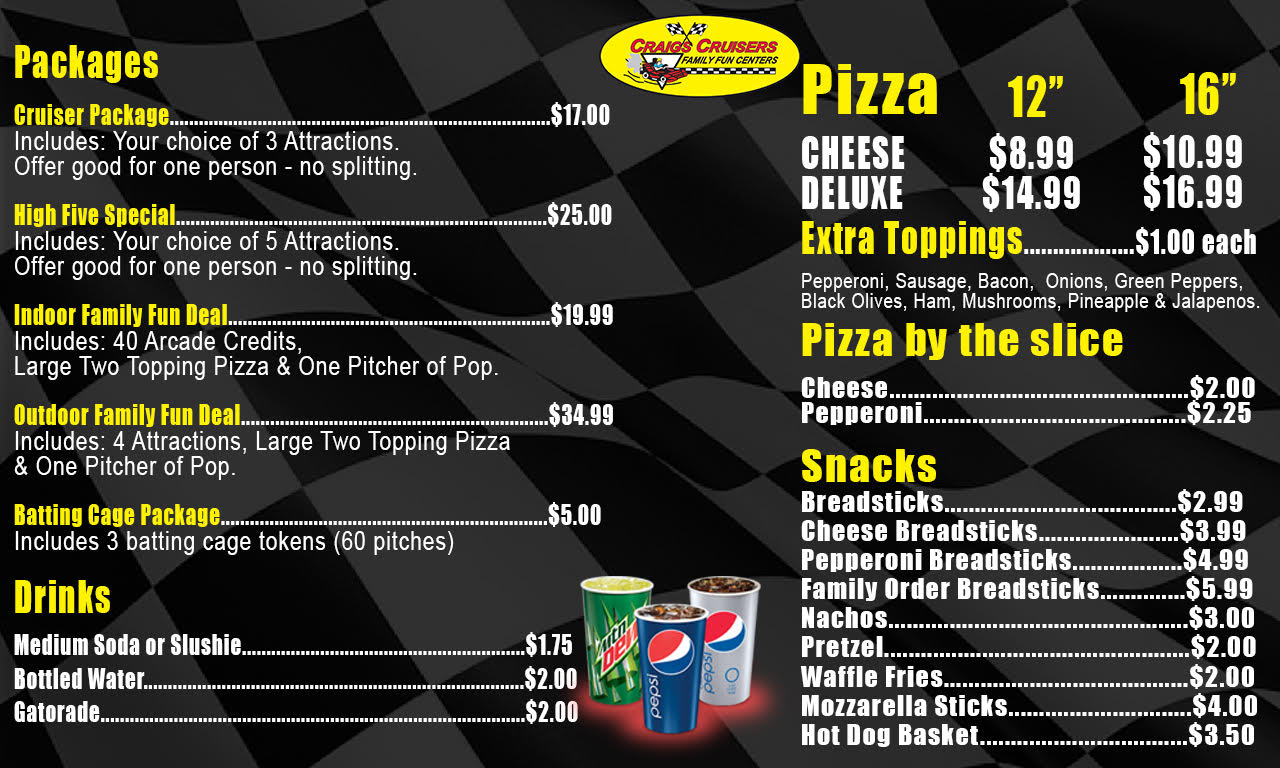 CRAIG'S CRUISERS
FAMILY FUN CENTERS
Packages
Cruiser Package...$17.00
Includes: Your choice of 3 Attractions.
Offer good for one person - no splitting.
High Five Special...$25.00
Includes: Your choice of 5 Attractions.
Offer good for one person - no splitting.
Indoor Family Fun Deal...$19.99
Includes: 40 Arcade Credits,
Large Two Topping Pizza & One Pitcher of Pop.
Outdoor Family Fun Deal...$34.99
Includes: 4 Attractions, Large Two Topping Pizza
& One Pitcher of Pop.
Batting Cage Package...$5.00
Includes 3 batting cage tokens (60 pitches)
Drinks
Medium Soda or Slushie...$1.75
Bottled Water...$2.00
Gatorade...$2.00
Mtn
Dew
pepsi
pepsi
Pizza 12” 16”
CHEESE $8.99 $10.99
DELUXE $14.99 $16.99
Extra Toppings...$1.00 each
Pepperoni, Sausage, Bacon, Onions, Green Peppers,
Black Olives, Ham, Mushrooms, Pineapple & Jalapenos.
Pizza by the slice
Cheese...$2.00
Pepperoni...$2.25
Snacks
Breadsticks...$2.99
Cheese Breadsticks...$3.99
Pepperoni Breadsticks...$4.99
Family Order Breadsticks...$5.99
Nachos...$3.00
Pretzel...$2.00
Waffle Fries...$2.00
Mozzarella Sticks...$4.00
Hot Dog Basket...$3.50